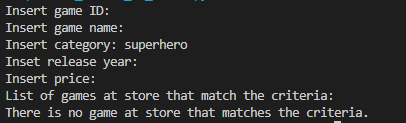 Insert game ID:
Insert game name:
Insert category: superhero
Inset release year:
Insert price:
List of games at store that match the criteria:
There is no game at store that matches the criteria.